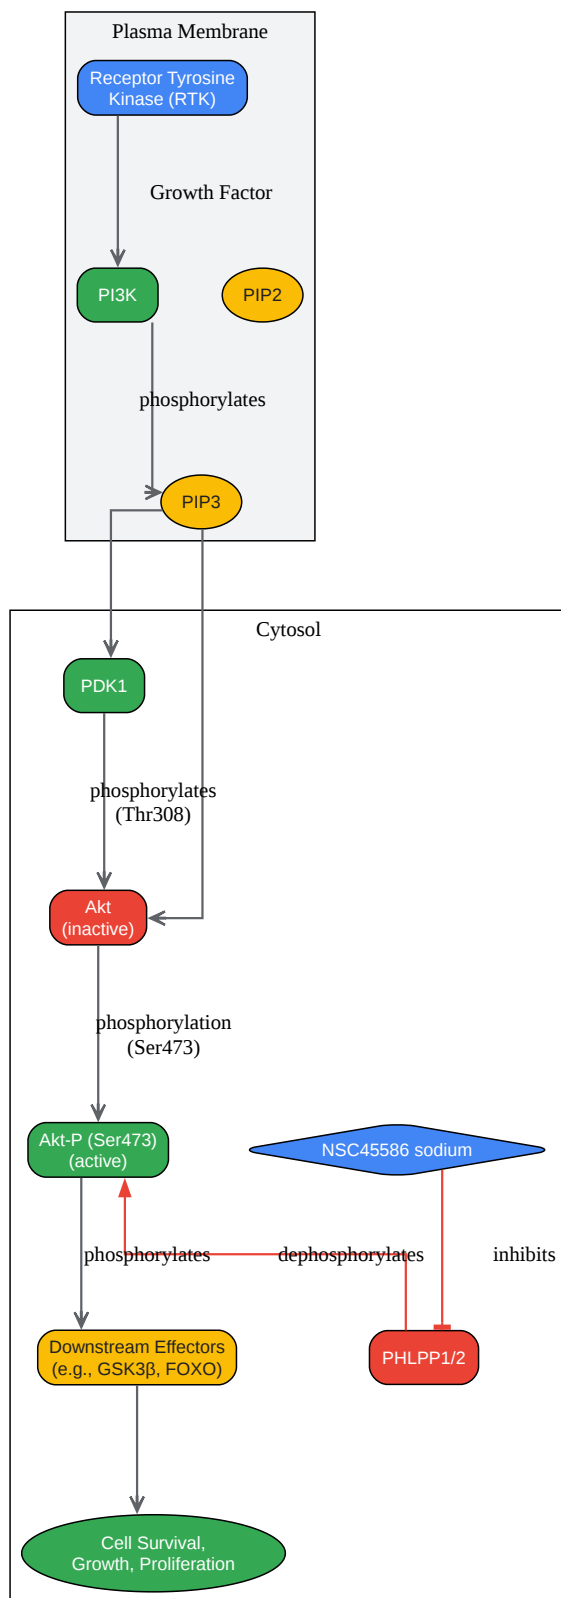 Plasma Membrane
Receptor Tyrosine
Kinase (RTK)
Growth Factor
PI3K
PIP2
phosphorylates
PIP3
Cytosol
PDK1
phosphorylates
(Thr308)
Akt
(inactive)
phosphorylation
(Ser473)
Akt-P (Ser473)
(active)
NSC45586 sodium
phosphorylates
dephosphorylates
inhibits
Downstream Effectors
(e.g., GSK3β, FOXO)
PHLPP1/2
Cell Survival,
Growth, Proliferation